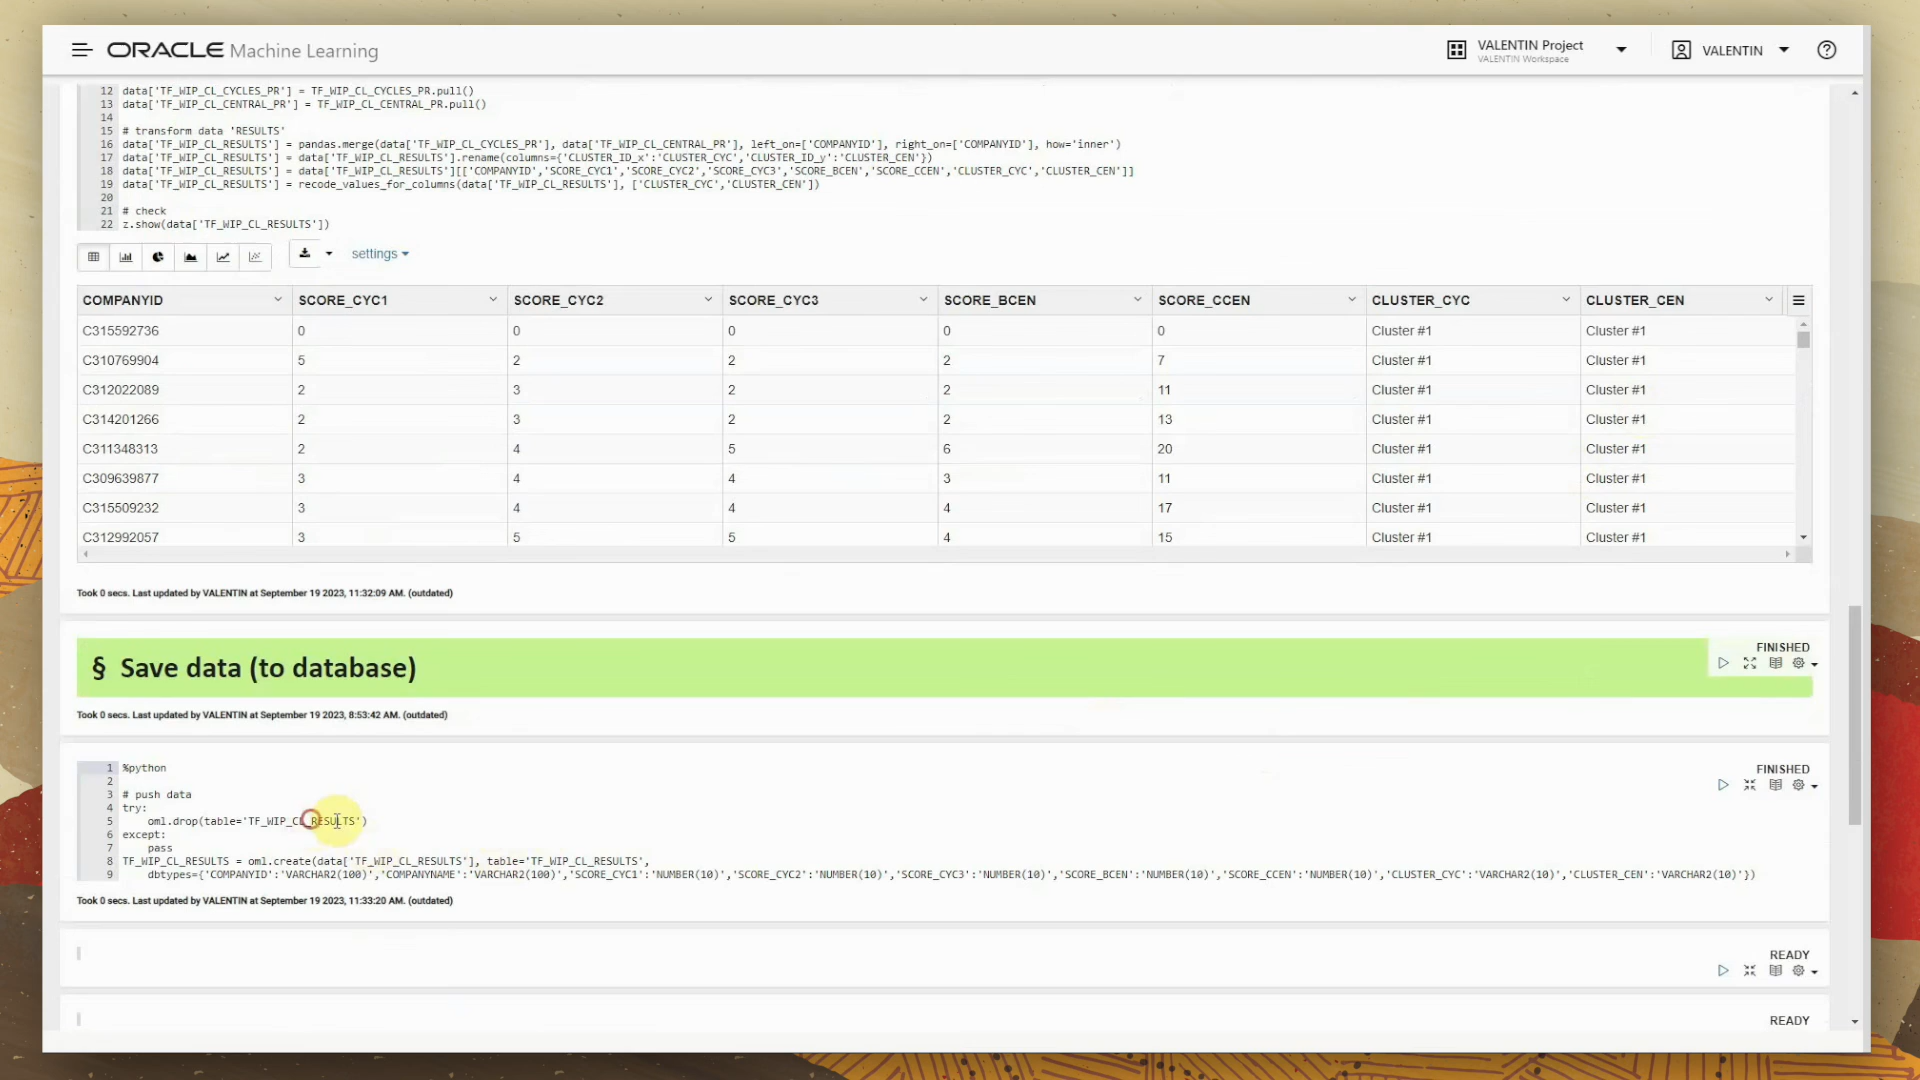 ORACLE Machine Learning
VALENTIN Project
VALENTIN Workspace
VALENTIN
12 data['TF_WIP_CL_CYCLES_PR'] = TF_WIP_CL_CYCLES_PR.pull()
13 data['TF_WIP_CL_CENTRAL_PR'] = TF_WIP_CL_CENTRAL_PR.pull()
14
15 # transform data 'RESULTS'
16 data['TF_WIP_CL_RESULTS'] = pandas.merge(data['TF_WIP_CL_CYCLES_PR'], data['TF_WIP_CL_CENTRAL_PR'], left_on=['COMPANYID'], right_on=['COMPANYID'], how='inner')
17 data['TF_WIP_CL_RESULTS'] = data['TF_WIP_CL_RESULTS'].rename(columns={'CLUSTER_ID_x':'CLUSTER_CYC','CLUSTER_ID_y':'CLUSTER_CEN'})
18 data['TF_WIP_CL_RESULTS'] = data['TF_WIP_CL_RESULTS'][['COMPANYID','SCORE_CYC1','SCORE_CYC2','SCORE_CYC3','SCORE_BCEN','SCORE_CCEN','CLUSTER_CYC','CLUSTER_CEN']]
19 data['TF_WIP_CL_RESULTS'] = recode_values_for_columns(data['TF_WIP_CL_RESULTS'], ['CLUSTER_CYC','CLUSTER_CEN'])
20
21 # check
22 z.show(data['TF_WIP_CL_RESULTS'])
settings
COMPANYID SCORE_CYC1 SCORE_CYC2 SCORE_CYC3 SCORE_BCEN SCORE_CCEN CLUSTER_CYC CLUSTER_CEN
C315592736 0 0 0 0 0 Cluster #1 Cluster #1
C310769904 5 2 2 2 7 Cluster #1 Cluster #1
C312022089 2 3 2 2 11 Cluster #1 Cluster #1
C314201266 2 3 2 2 13 Cluster #1 Cluster #1
C311348313 2 4 5 6 20 Cluster #1 Cluster #1
C309639877 3 4 4 3 11 Cluster #1 Cluster #1
C315509232 3 4 4 4 17 Cluster #1 Cluster #1
C312992057 3 5 5 4 15 Cluster #1 Cluster #1
Took 0 secs. Last updated by VALENTIN at September 19 2023, 11:32:09 AM. (outdated)
FINISHED
§ Save data (to database)
Took 0 secs. Last updated by VALENTIN at September 19 2023, 8:53:42 AM. (outdated)
FINISHED
1 %python
2
3 # push data
4 try:
5 oml.drop(table='TF_WIP_CL_RESULTS')
6 except:
7 pass
8 TF_WIP_CL_RESULTS = oml.create(data['TF_WIP_CL_RESULTS'], table='TF_WIP_CL_RESULTS',
9 dbtypes={'COMPANYID':'VARCHAR2(100)','COMPANYNAME':'VARCHAR2(100)','SCORE_CYC1':'NUMBER(10)','SCORE_CYC2':'NUMBER(10)','SCORE_CYC3':'NUMBER(10)','SCORE_BCEN':'NUMBER(10)','SCORE_CCEN':'NUMBER(10)','CLUSTER_CYC':'VARCHAR2(10)','CLUSTER_CEN':'VARCHAR2(10)'})
Took 0 secs. Last updated by VALENTIN at September 19 2023, 11:33:20 AM. (outdated)
READY
READY